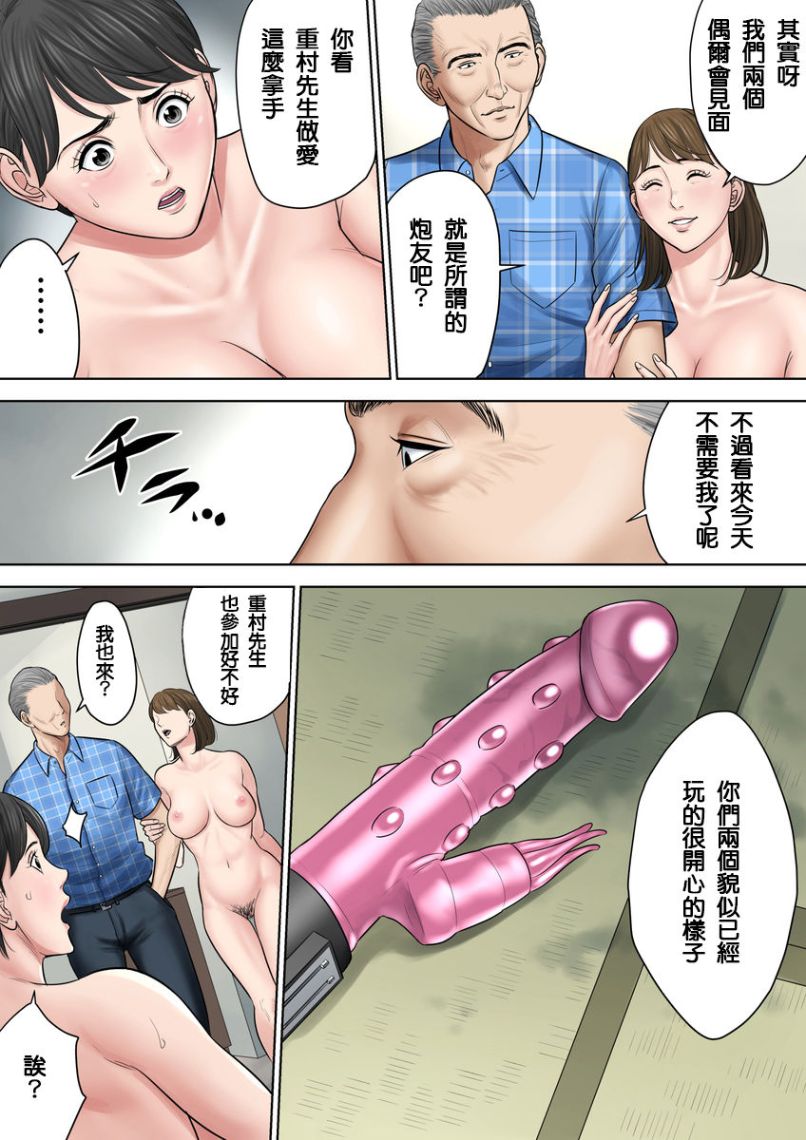 其實呀
我們兩個
偶爾會見面
就是所謂的
炮友吧？
你看
重村先生做愛
這麼拿手
……
不過看來今天
不需要我了呢
チラ…
你們兩個貌似已經
玩的很開心的樣子
重村先生
也參加好不好
我也來？
誒？